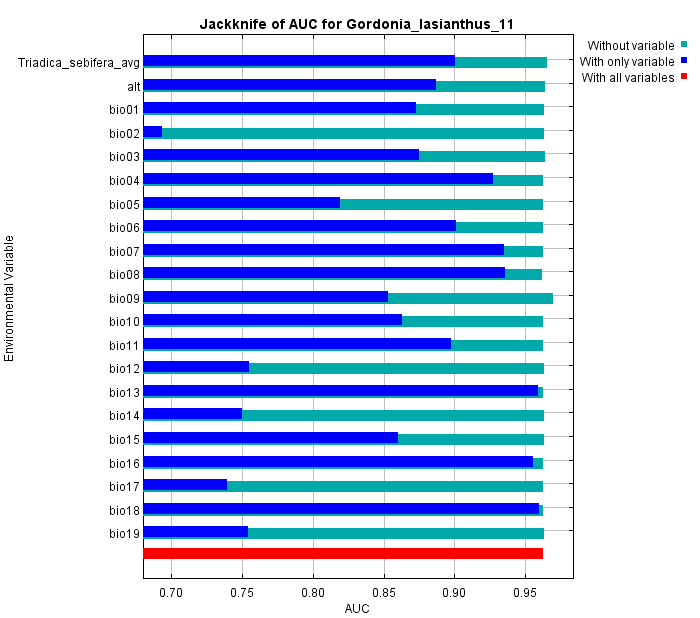 Jackknife of AUC for Gordonia_lasianthus_11
Without variable
With only variable
With all variables
Environmental Variable
Triadica_sebifera_avg
alt
bio01
bio02
bio03
bio04
bio05
bio06
bio07
bio08
bio09
bio10
bio11
bio12
bio13
bio14
bio15
bio16
bio17
bio18
bio19
0.70 0.75 0.80 0.85 0.90 0.95
AUC